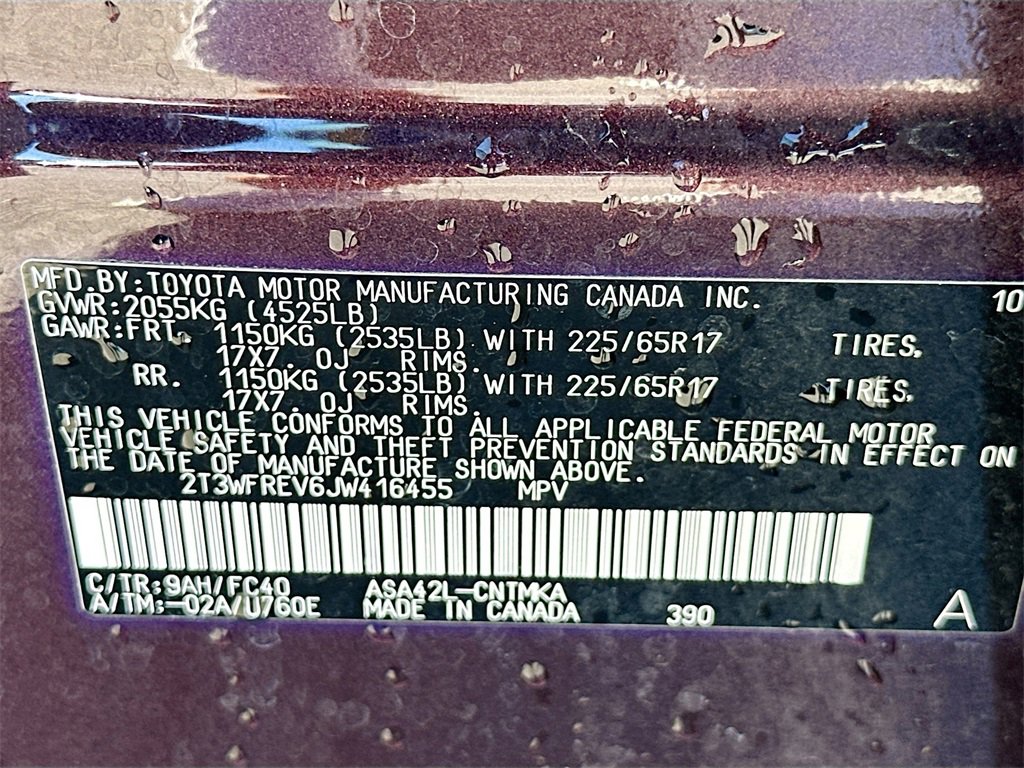 MFD.BY:TOYOTA MOTOR MANUFACTURING CANADA INC. 10
GVWR:2055KG (4525LB)
GAWR:FRT. 1150KG (2535LB) WITH 225/65R17 TIRES.
17X7. 0J RIMS.
RR. 1150KG (2535LB) WITH 225/65R17 TIRES.
17X7. 0J RIMS.
THIS VEHICLE CONFORMS TO ALL APPLICABLE FEDERAL MOTOR
VEHICLE SAFETY AND THEFT PREVENTION STANDARDS IN EFFECT ON
THE DATE OF MANUFACTURE SHOWN ABOVE.
2T3WFREV6JW416455 MPV
C/TR:9AH/FC40 ASA42L-CNTMKA
A/TM:-02A/U760E MADE IN CANADA 390 A